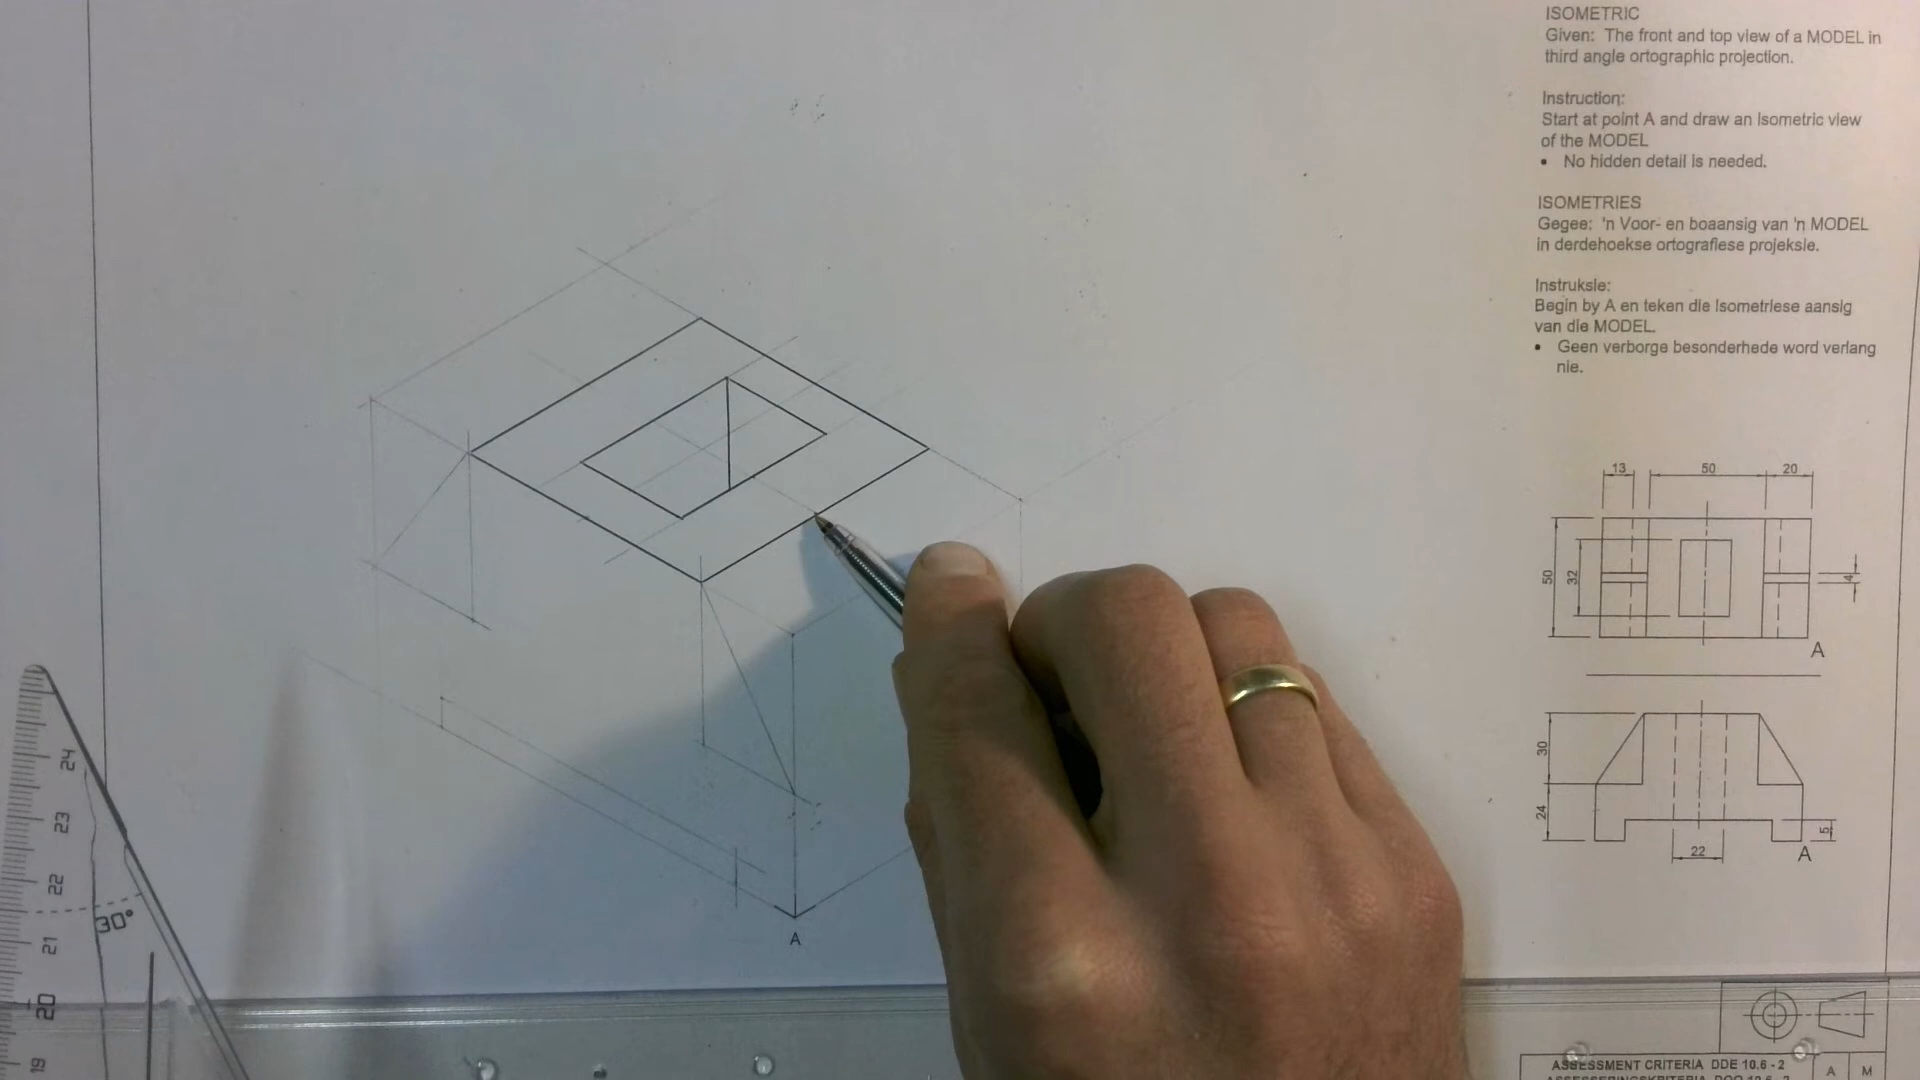 ISOMETRIC
Given: The front and top view of a MODEL in
third angle ortographic projection.
Instruction:
Start at point A and draw an isometric view
of the MODEL
• No hidden detail is needed.
ISOMETRIES
Gegee: 'n Voor- en boaansig van 'n MODEL
in derdehoekse ortografiese projeksie.
Instruksie:
Begin by A en teken die Isometriese aansig
van die MODEL.
• Geen verborge besonderhede word verlang
nie.
13 50 20
50 32 4
A
30
24
5
22
A
A
24
23
22
30°
21
20
19
ASSESSMENT CRITERIA DDE 10.6 - 2
A M